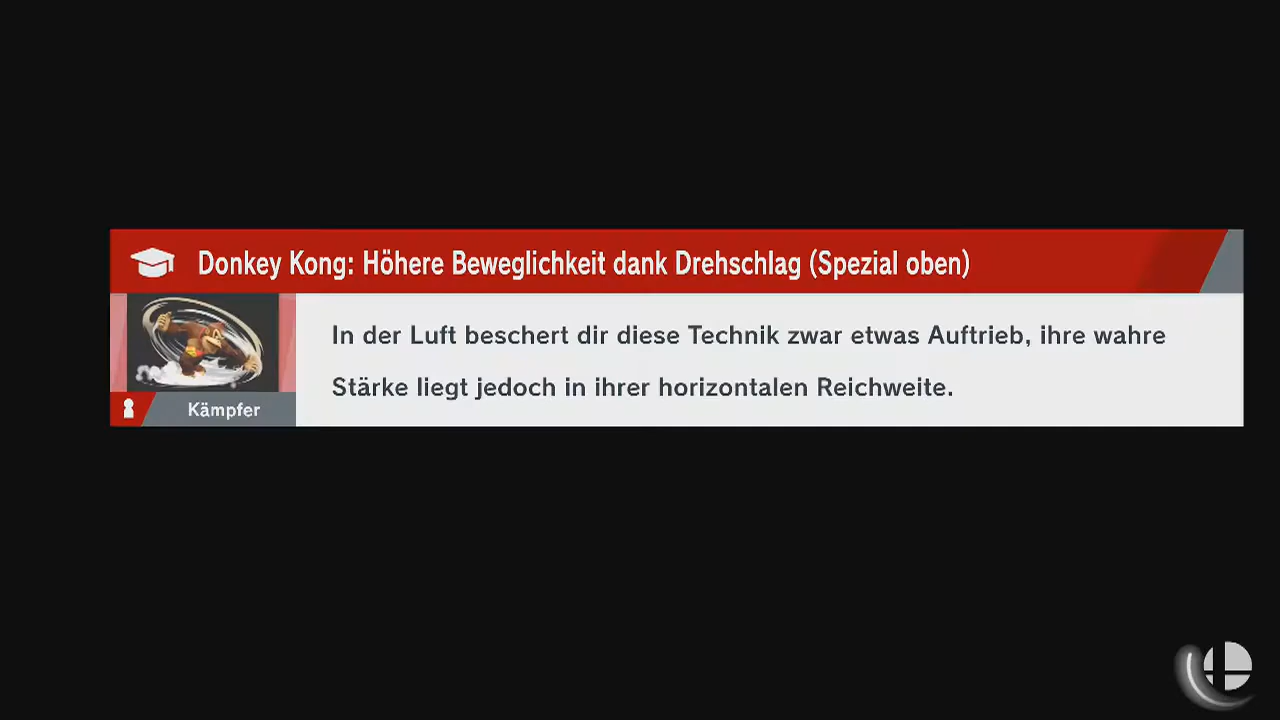 Donkey Kong: Höhere Beweglichkeit dank Drehschlag (Spezial oben)
In der Luft beschert dir diese Technik zwar etwas Auftrieb, ihre wahre
Stärke liegt jedoch in ihrer horizontalen Reichweite.
Kämpfer